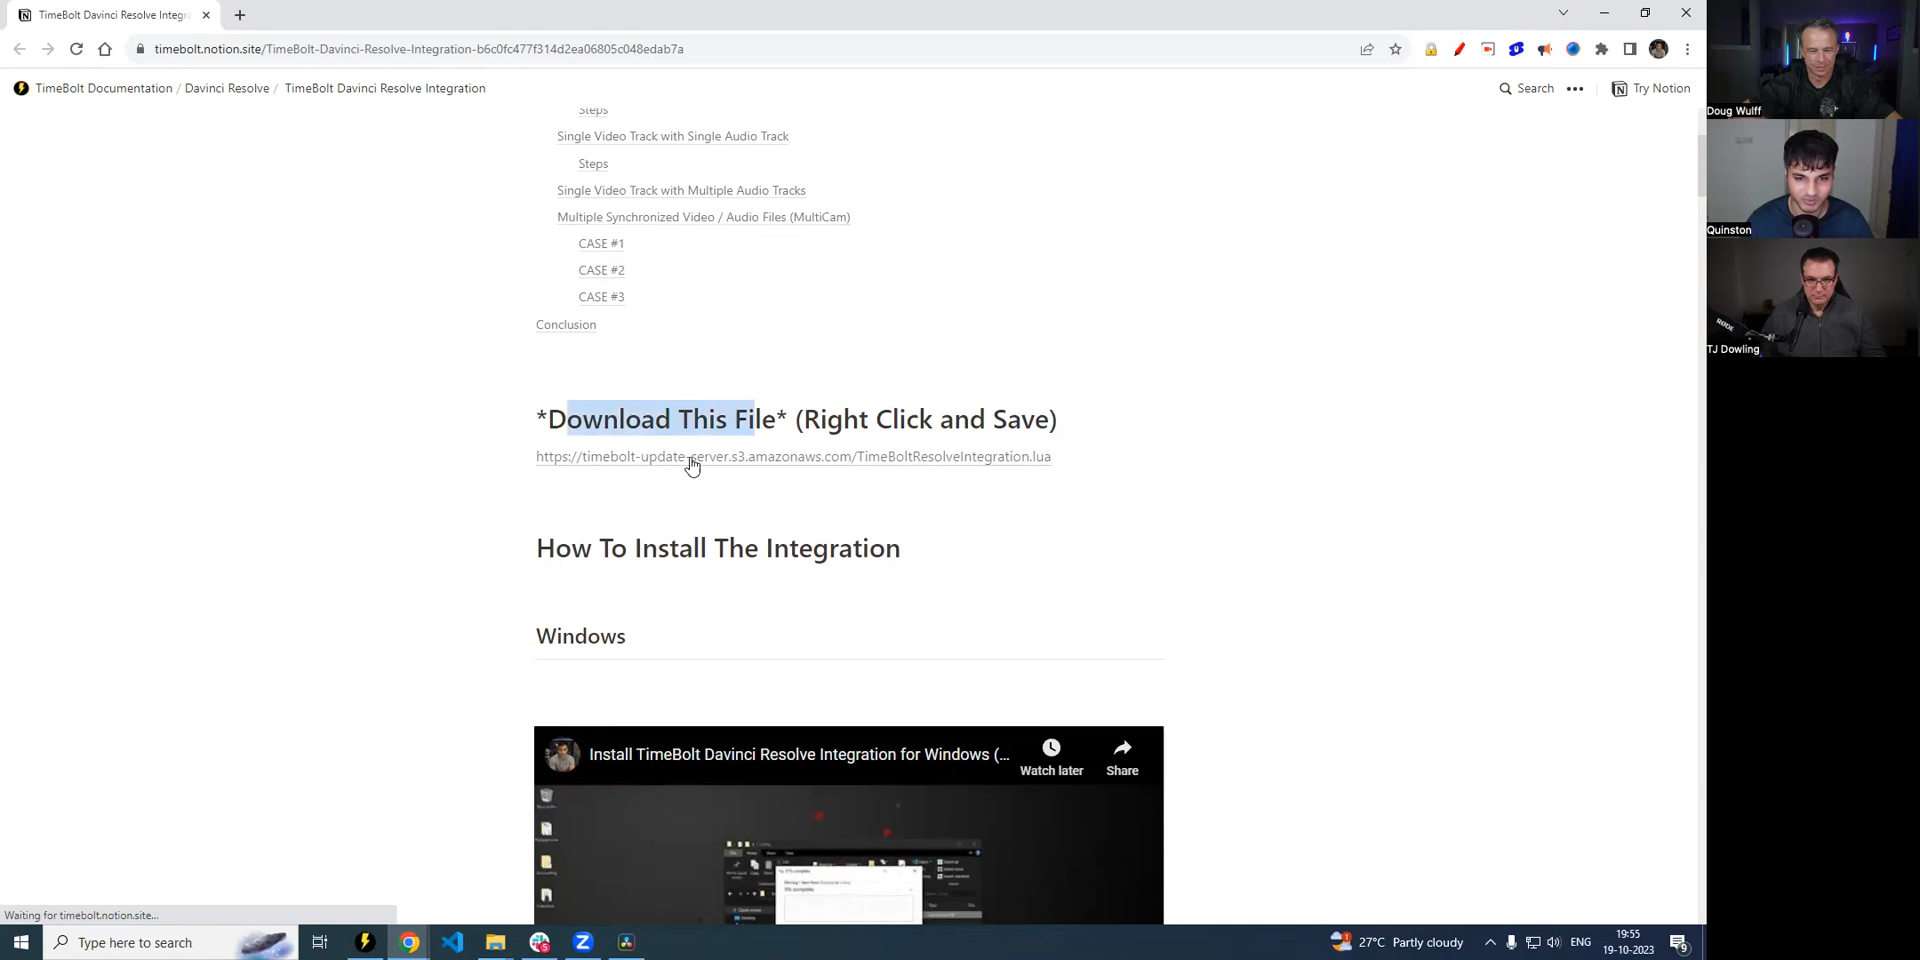 TimeBolt Davinci Resolve Integra
timebolt.notion.site/TimeBolt-Davinci-Resolve-Integration-b6c0fc477f314d2ea06805c048edab7a
TimeBolt Documentation / Davinci Resolve / TimeBolt Davinci Resolve Integration
Search ••• Try Notion
Steps
Single Video Track with Single Audio Track
Steps
Single Video Track with Multiple Audio Tracks
Multiple Synchronized Video / Audio Files (MultiCam)
CASE #1
CASE #2
CASE #3
Conclusion
*Download This File* (Right Click and Save)
https://timebolt-update-server.s3.amazonaws.com/TimeBoltResolveIntegration.lua
How To Install The Integration
Windows
Install TimeBolt Davinci Resolve Integration for Windows (…
Watch later
Share
Waiting for timebolt.notion.site...
Type here to search
27°C Partly cloudy
ENG
19:55
19-10-2023
Doug Wulff
Quinston
RØDE
TJ Dowling